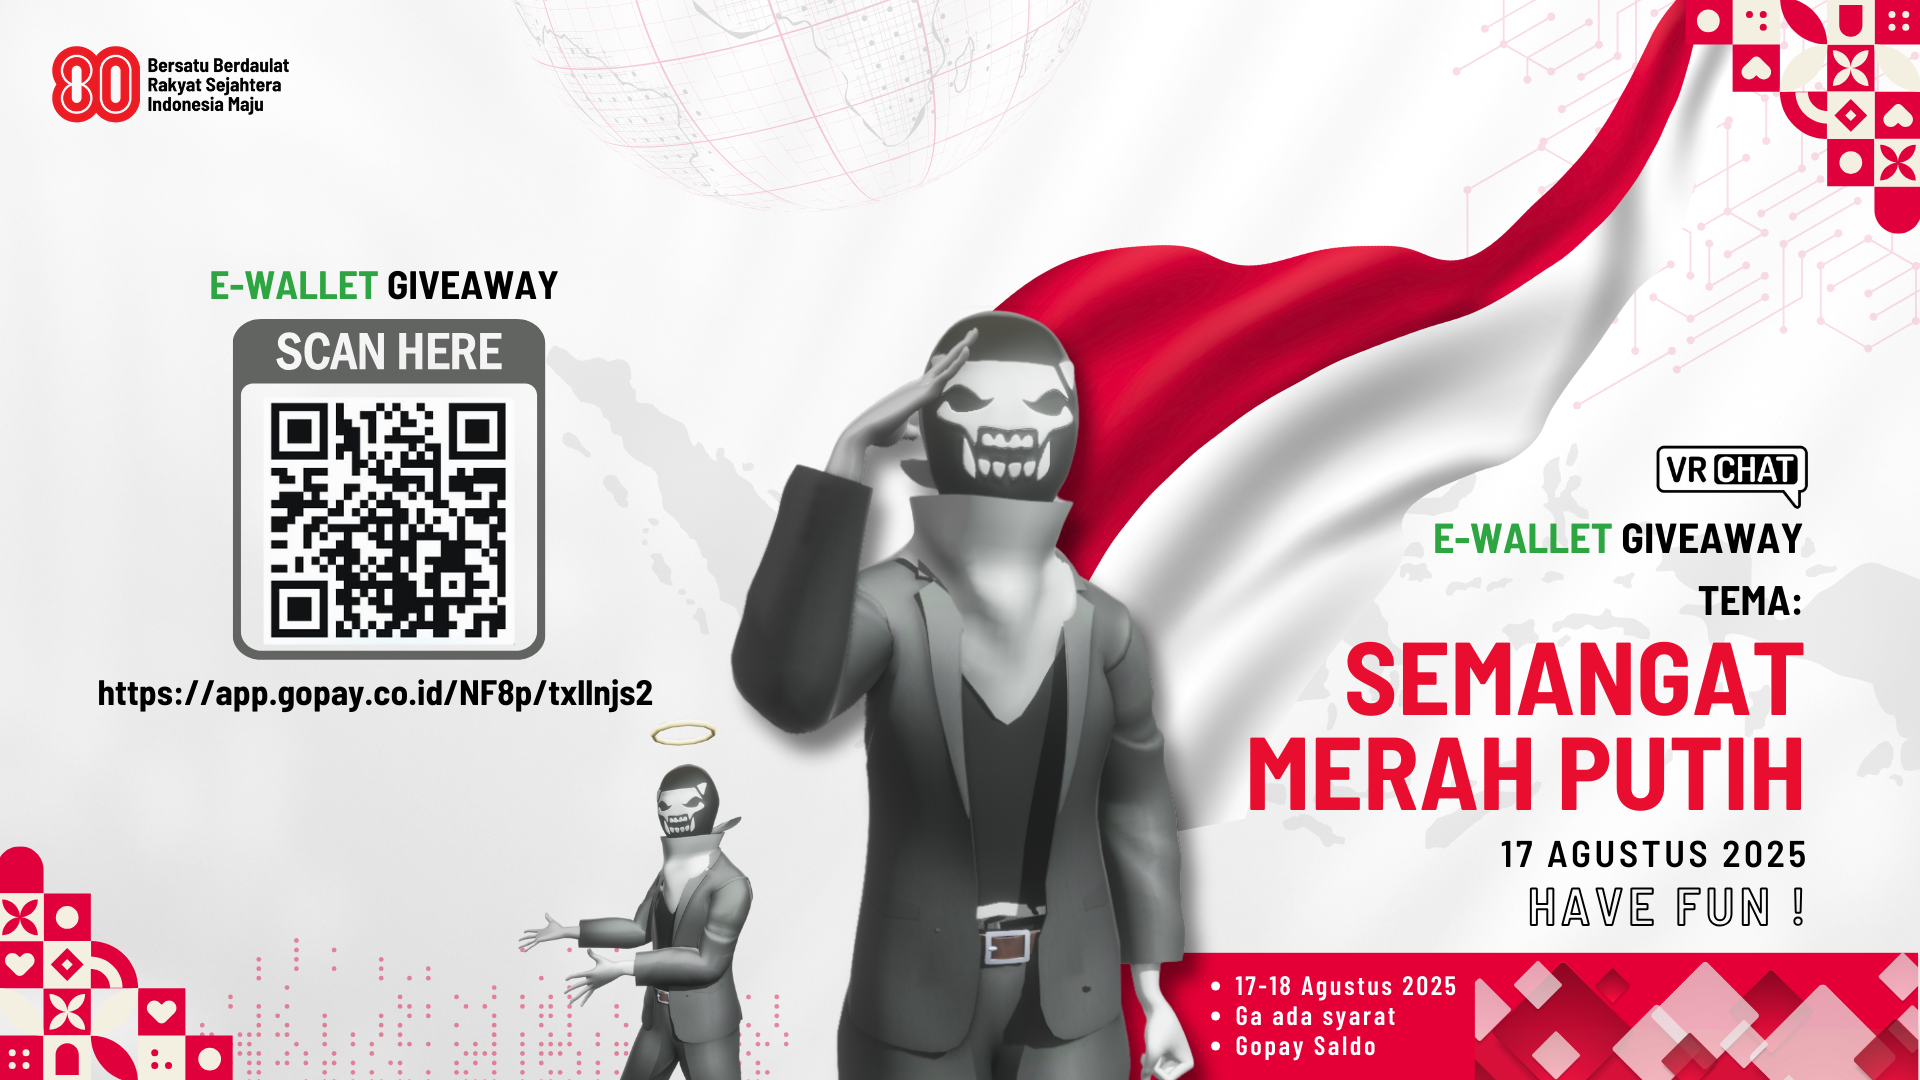 80
Bersatu Berdaulat
Rakyat Sejahtera
Indonesia Maju
E-WALLET GIVEAWAY
SCAN HERE
https://app.gopay.co.id/NF8p/txllnjs2
VRCHAT
E-WALLET GIVEAWAY
TEMA:
SEMANGAT
MERAH PUTIH
17 AGUSTUS 2025
HAVE FUN !
• 17-18 Agustus 2025
• Ga ada syarat
• Gopay Saldo